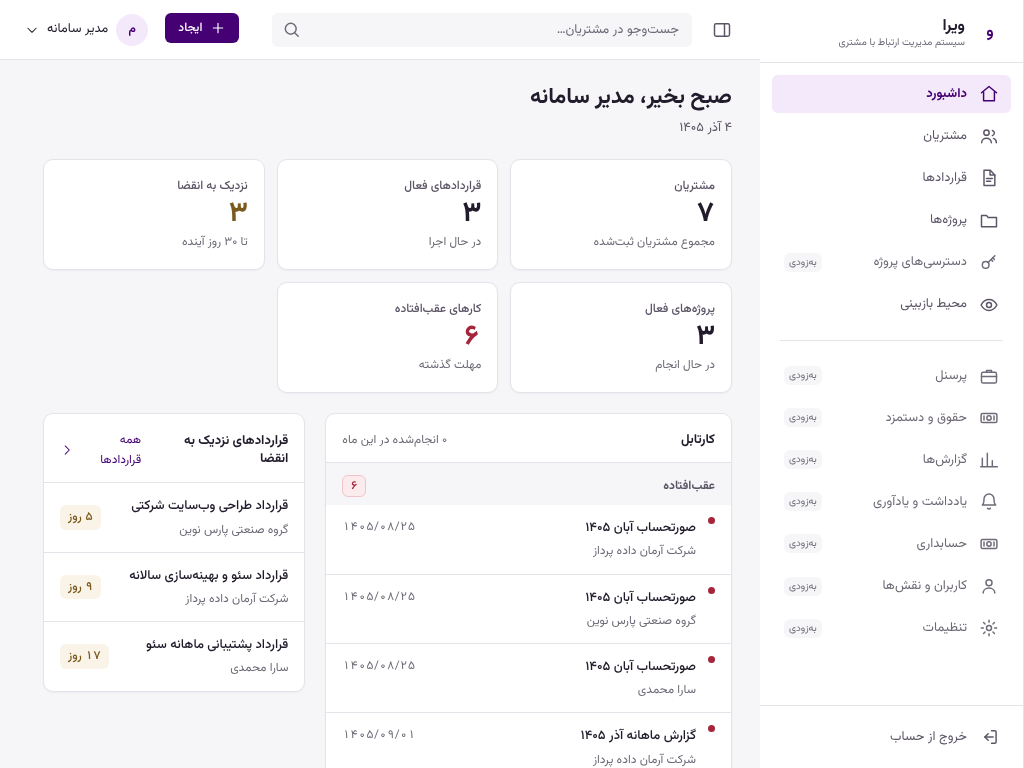 و
ویرا
سیستم مدیریت ارتباط با مشتری
داشبورد
مشتریان
قراردادها
پروژه‌ها
دسترسی‌های پروژه
به‌زودی
محیط بازبینی
پرسنل
به‌زودی
حقوق و دستمزد
به‌زودی
گزارش‌ها
به‌زودی
یادداشت و یادآوری
به‌زودی
حسابداری
به‌زودی
کاربران و نقش‌ها
به‌زودی
تنظیمات
به‌زودی
خروج از حساب
جست‌وجو در مشتریان...
ایجاد
م
مدیر سامانه
صبح بخیر، مدیر سامانه
۴ آذر ۱۴۰۵
مشتریان
۷
مجموع مشتریان ثبت‌شده
قراردادهای فعال
۳
در حال اجرا
نزدیک به انقضا
۳
تا ۳۰ روز آینده
پروژه‌های فعال
۳
در حال انجام
کارهای عقب‌افتاده
۶
مهلت گذشته
کارتابل
۰ انجام‌شده در این ماه
عقب‌افتاده
۶
صورتحساب آبان ۱۴۰۵
۱۴۰۵/۰۸/۲۵
شرکت آرمان داده پرداز
صورتحساب آبان ۱۴۰۵
۱۴۰۵/۰۸/۲۵
گروه صنعتی پارس نوین
صورتحساب آبان ۱۴۰۵
۱۴۰۵/۰۸/۲۵
سارا محمدی
گزارش ماهانه آذر ۱۴۰۵
۱۴۰۵/۰۹/۰۱
شرکت آرمان داده پرداز
قراردادهای نزدیک به
انقضا
همه
قراردادها
قرارداد طراحی وب‌سایت شرکتی
گروه صنعتی پارس نوین
۵ روز
قرارداد سئو و بهینه‌سازی سالانه
شرکت آرمان داده پرداز
۹ روز
قرارداد پشتیبانی ماهانه سئو
سارا محمدی
۱۷ روز